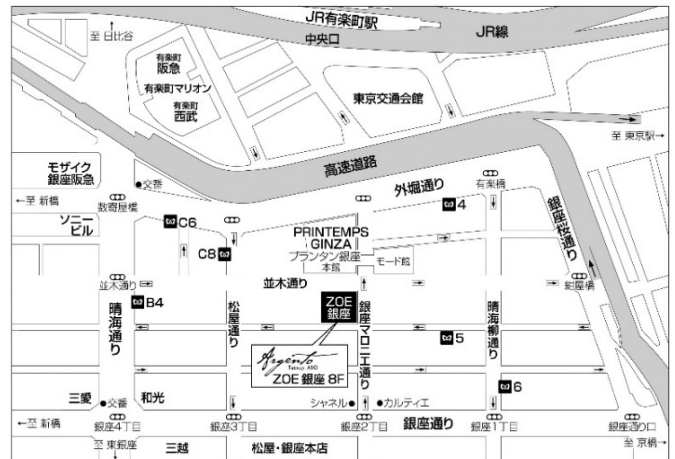 JR有楽町駅
中央口
JR線
↑
至 日比谷
有楽町
阪急
有楽町マリオン
有楽町
西武
東京交通会館
至 東京駅→
高速道路
モザイク
銀座阪急
●交番
←至 新橋
数寄屋橋
外堀通り
有楽橋
銀座桜通り
ソニー
ビル
C6
4
C8
PRINTEMPS
GINZA
プランタン銀座
本館
モード館
並木通り
並木通り
紺屋橋
B4
ZOE
銀座
晴海通り
松屋通り
銀座マロニエ通り
晴海柳通り
5
Argento
Tatsuji ASO
ZOE 銀座 8F
6
三愛
●交番
和光
シャネル●
●カルティエ
銀座通り
←至 新橋
銀座4丁目
銀座3丁目
銀座2丁目
銀座1丁目
銀座通り口
至 東銀座
↓
三越
松屋・銀座本店
至 京橋→